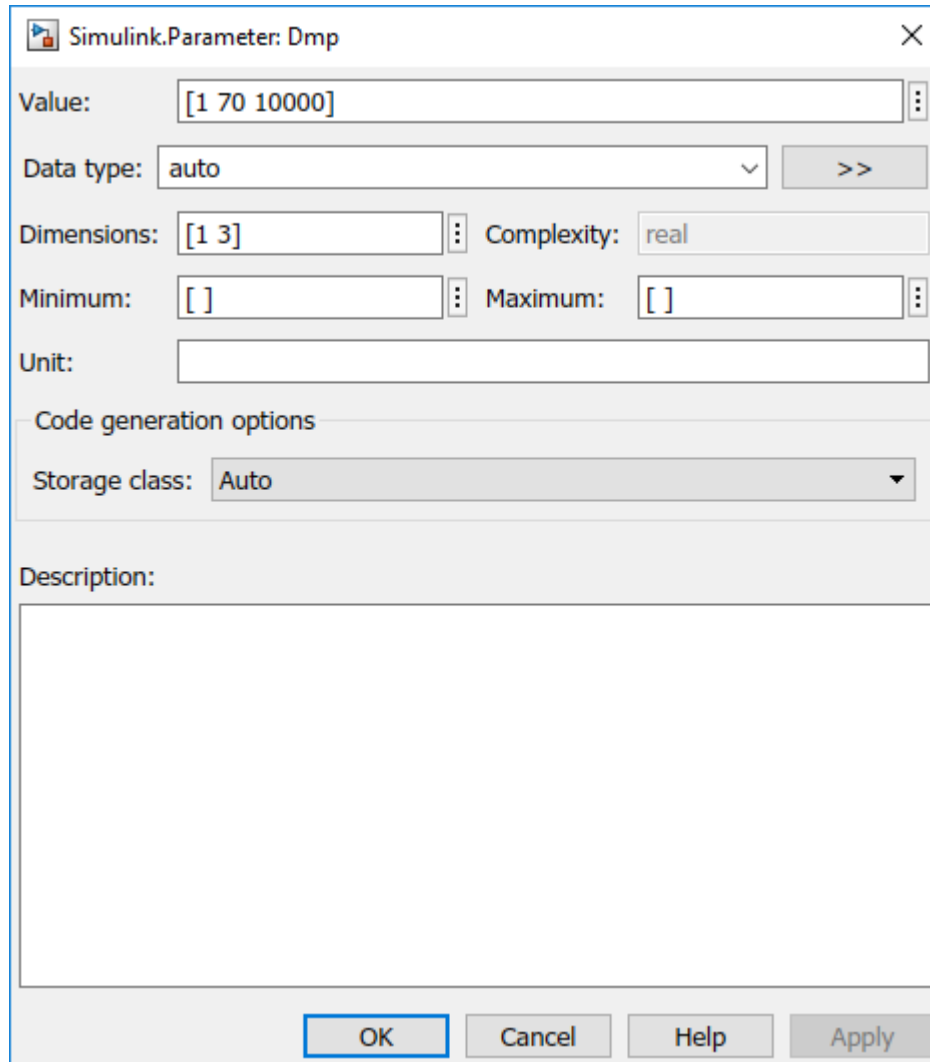 Simulink.Parameter: Dmp
Value: [1 70 10000]
Data type: auto >>
Dimensions: [1 3] Complexity: real
Minimum: [ ] Maximum: [ ]
Unit:
Code generation options
Storage class: Auto
Description:
OK Cancel Help Apply